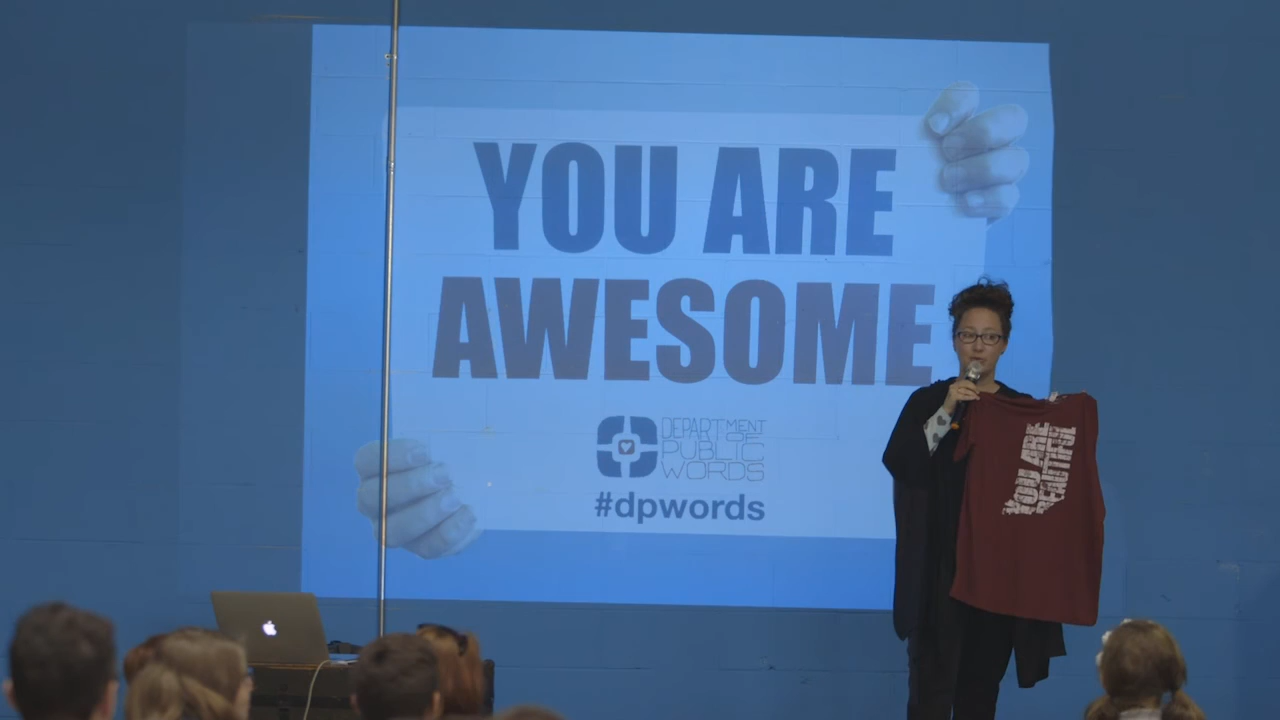 YOU ARE
AWESOME
DEPARTMENT
OF
PUBLIC
WORDS
#dpwords
YOU ARE
BEAUTIFUL